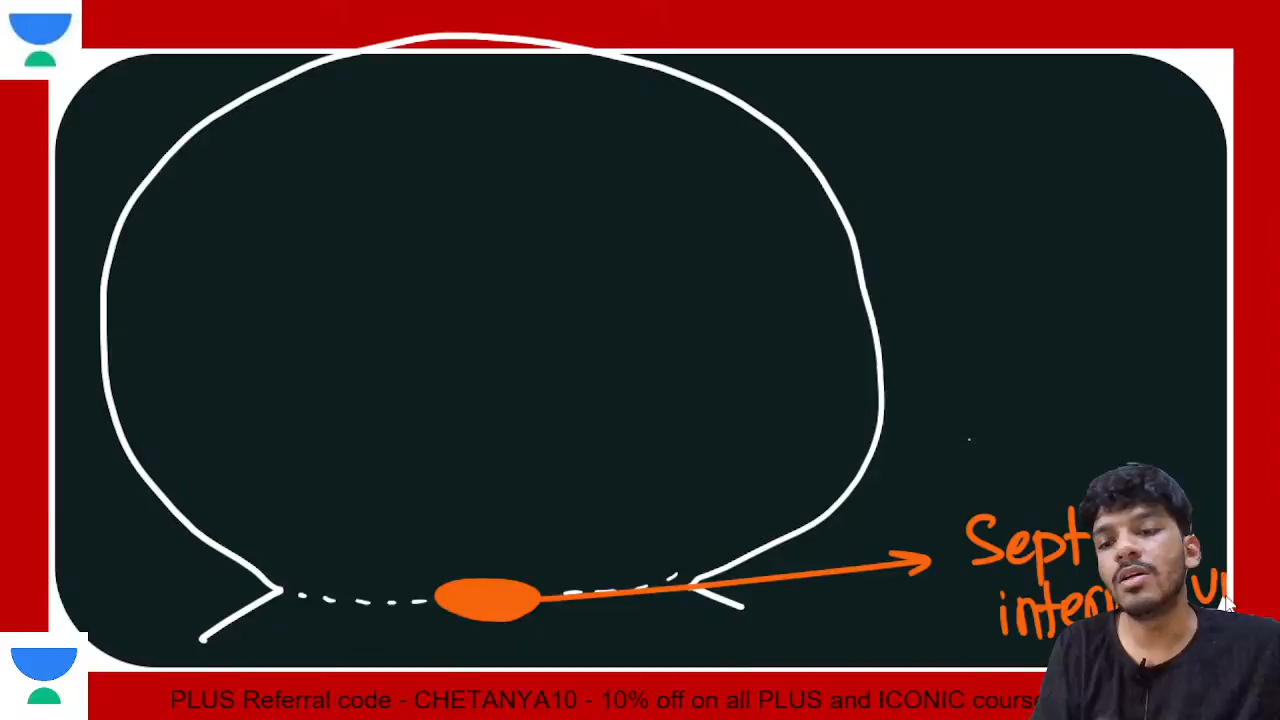 Sept
inter
PLUS Referral code - CHETANYA10 - 10% off on all PLUS and ICONIC cours